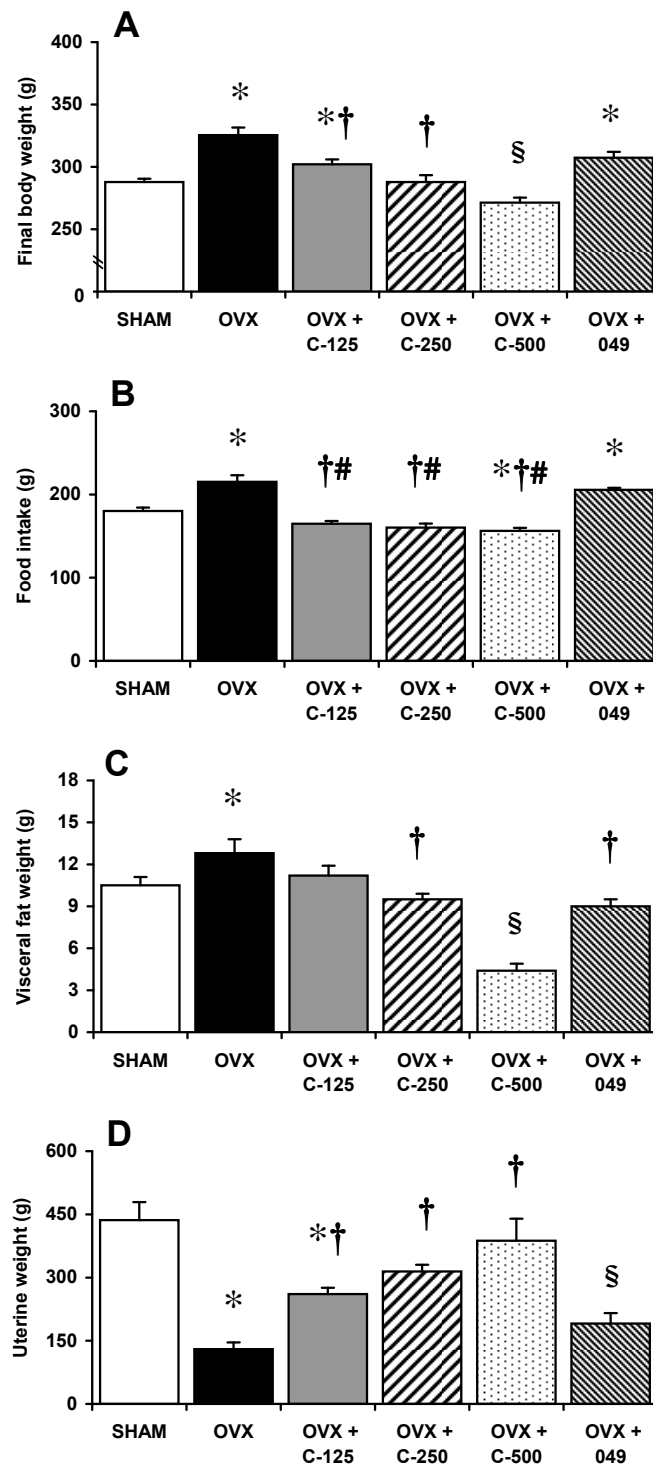 A
Final body weight (g)
400
350
300
250
0
* *† † § *
SHAM OVX OVX + OVX + OVX + OVX +
C-125 C-250 C-500 049
B
Food intake (g)
300
200
100
0
* †# †# *†# *
SHAM OVX OVX + OVX + OVX + OVX +
C-125 C-250 C-500 049
C
Visceral fat weight (g)
18
15
12
9
6
3
0
* † § †
SHAM OVX OVX + OVX + OVX + OVX +
C-125 C-250 C-500 049
D
Uterine weight (g)
600
450
300
150
0
* *† † † §
SHAM OVX OVX + OVX + OVX + OVX +
C-125 C-250 C-500 049